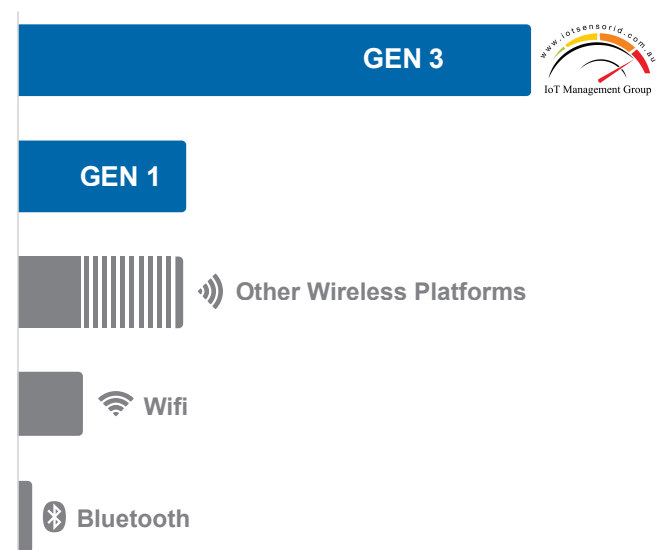 GEN 3
www.iotsensorid.com.au
IoT Management Group
GEN 1
Other Wireless Platforms
Wifi
Bluetooth